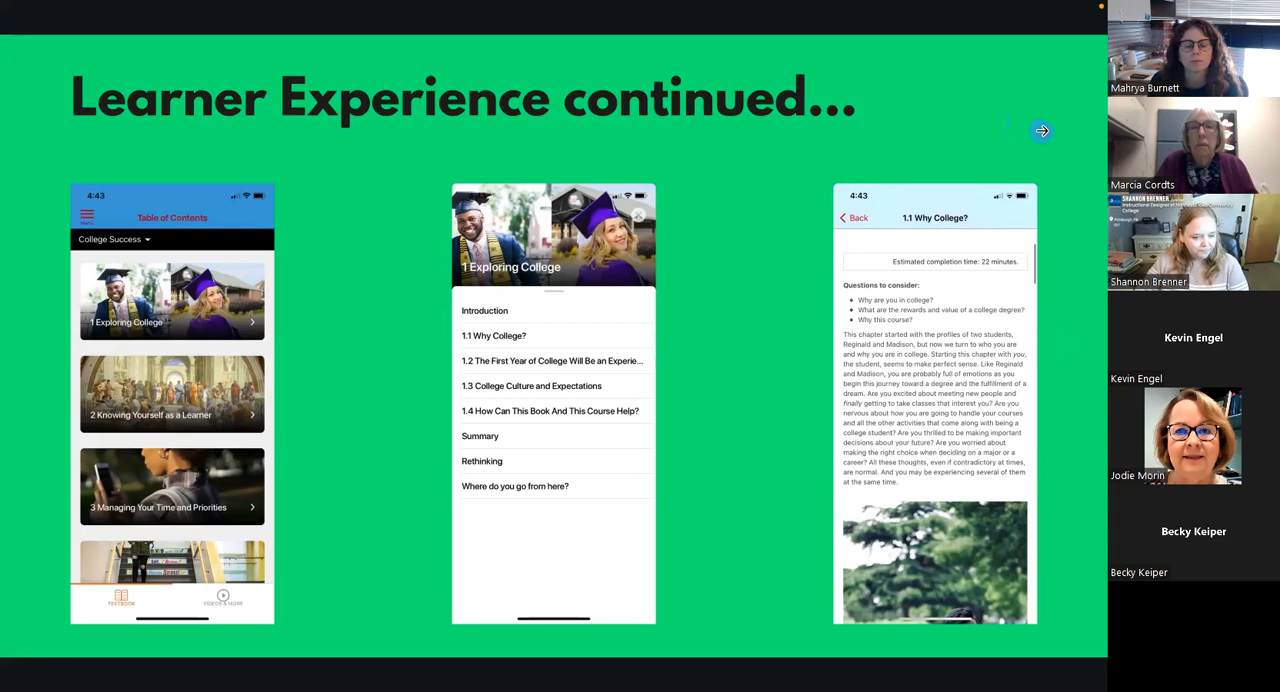 Learner Experience continued...
4:43
Menu
Table of Contents
College Success
1 Exploring College
2 Knowing Yourself as a Learner
3 Managing Your Time and Priorities
TEXTBOOK
VIDEOS & MORE
1 Exploring College
Introduction
1.1 Why College?
1.2 The First Year of College Will Be an Experie...
1.3 College Culture and Expectations
1.4 How Can This Book And This Course Help?
Summary
Rethinking
Where do you go from here?
4:43
Back
1.1 Why College?
Estimated completion time: 22 minutes.
Questions to consider:
• Why are you in college?
• What are the rewards and value of a college degree?
• Why this course?
This chapter started with the profiles of two students,
Reginald and Madison, but now we turn to who you are
and why you are in college. Starting this chapter with you,
the student, seems to make perfect sense. Like Reginald
and Madison, you are probably full of emotions as you
begin this journey toward a degree and the fulfillment of a
dream. Are you excited about meeting new people and
finally getting to take classes that interest you? Are you
nervous about how you are going to handle your courses
and all the other activities that come along with being a
college student? Are you thrilled to be making important
decisions about your future? Are you worried about
making the right choice when deciding on a major or a
career? All these thoughts, even if contradictory at times,
are normal. And you may be experiencing several of them
at the same time.
Mahrya Burnett
Marcia Cordts
SHANNON BRENNER
Instructional Designer at Northeast Iowa Community
College
Shannon Brenner
Kevin Engel
Kevin Engel
Jodie Morin
Becky Keiper
Becky Keiper